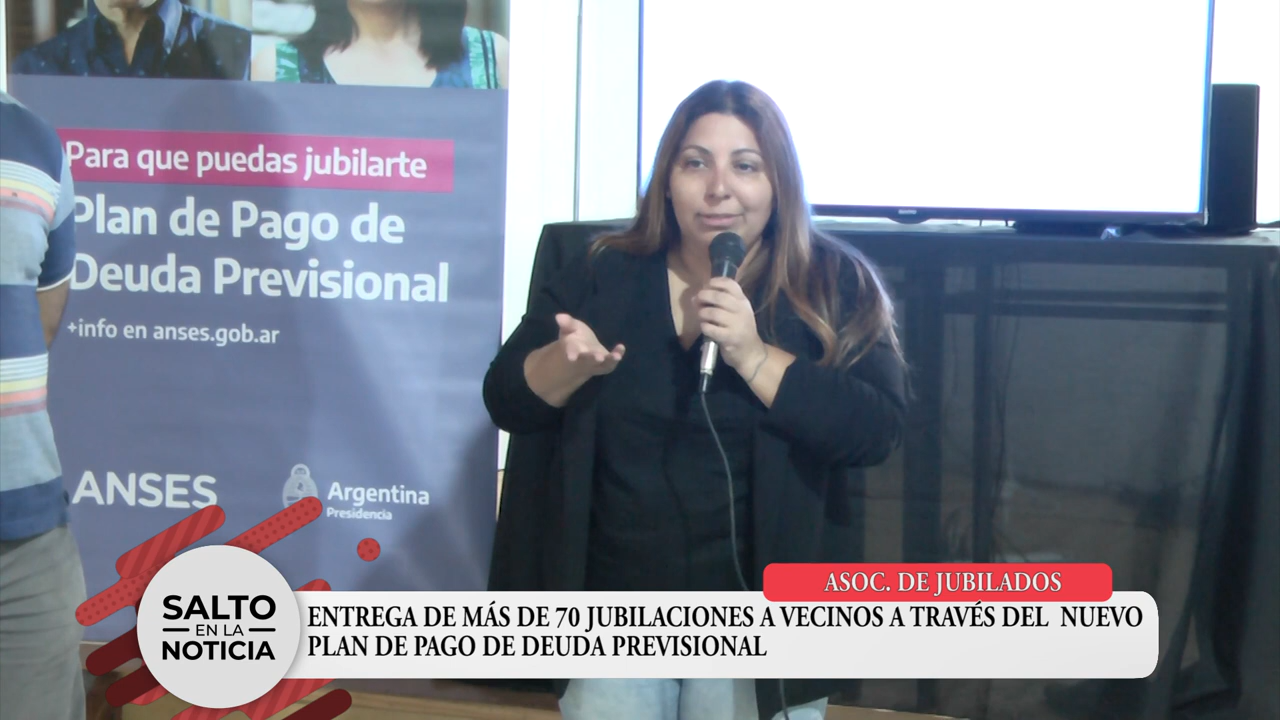 Para que puedas jubilarte
Plan de Pago de
Deuda Previsional
+info en anses.gob.ar
ANSES
Argentina
Presidencia
ASOC. DE JUBILADOS
SALTO
EN LA
NOTICIA
ENTREGA DE MÁS DE 70 JUBILACIONES A VECINOS A TRAVÉS DEL NUEVO
PLAN DE PAGO DE DEUDA PREVISIONAL